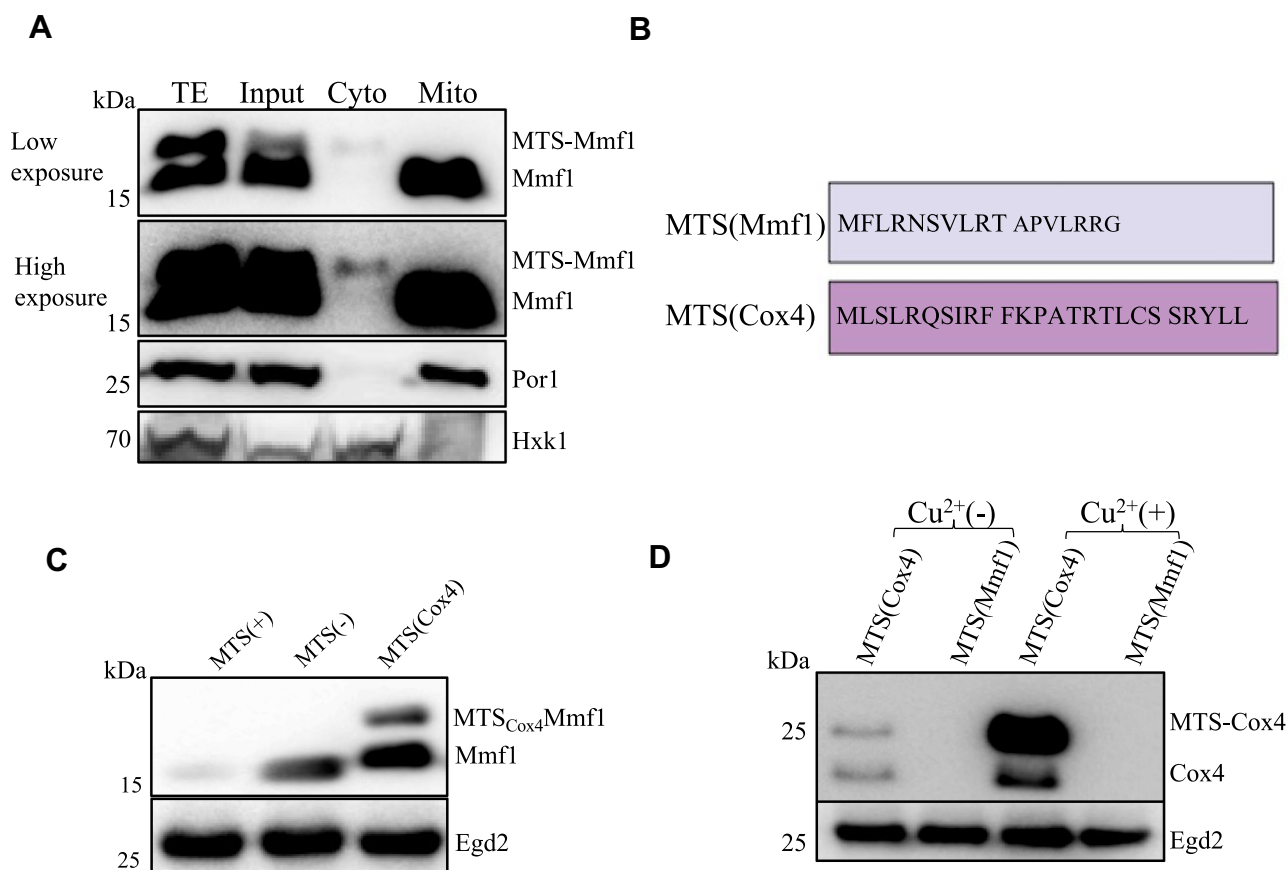 A
kDa
TE Input Cyto Mito
Low
exposure
15
MTS-Mmf1
Mmf1
High
exposure
15
MTS-Mmf1
Mmf1
25
Por1
70
Hxk1
B
MTS(Mmf1)
MFLRNSVLRT APVLRRG
MTS(Cox4)
MLSLRQSIRF FKPATRTLCS SRYLL
C
kDa
MTS(+)
MTS(-)
MTS(Cox4)
MTSCox4Mmf1
Mmf1
15
Egd2
25
D
Cu2+(-)
Cu2+(+)
MTS(Cox4)
MTS(Mmf1)
MTS(Cox4)
MTS(Mmf1)
kDa
25
MTS-Cox4
Cox4
25
Egd2